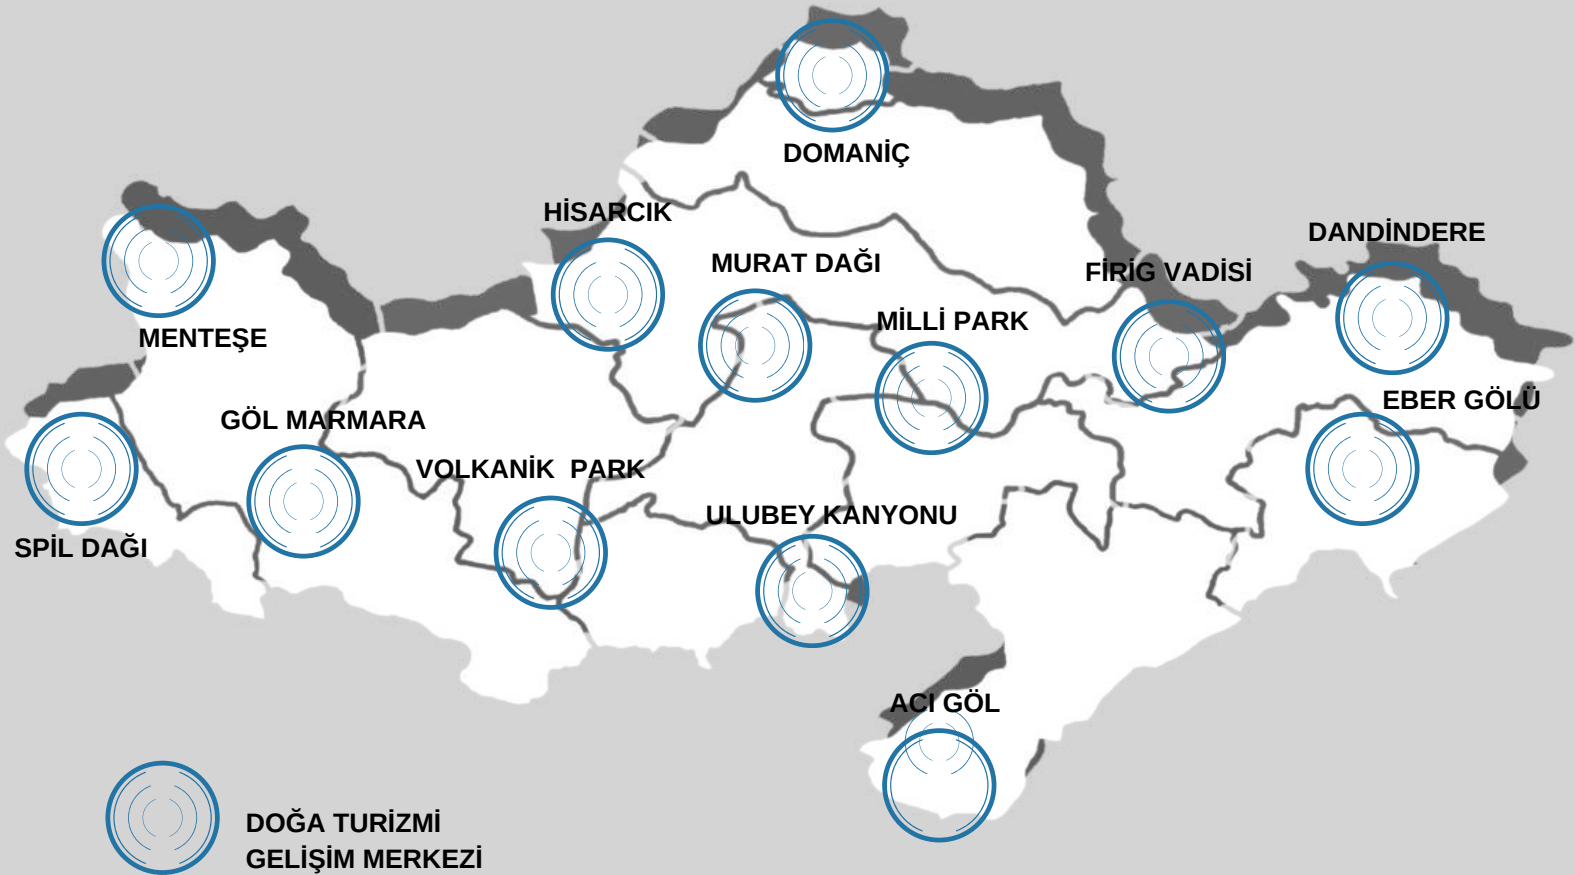 DOMANİÇ
HİSARCIK
DANDİNDERE
MURAT DAĞI
FİRİG VADİSİ
MİLLİ PARK
MENTEŞE
EBER GÖLÜ
GÖL MARMARA
VOLKANİK  PARK
ULUBEY KANYONU
SPİL DAĞI
ACI GÖL
DOĞA TURİZMİ
GELİŞİM MERKEZİ